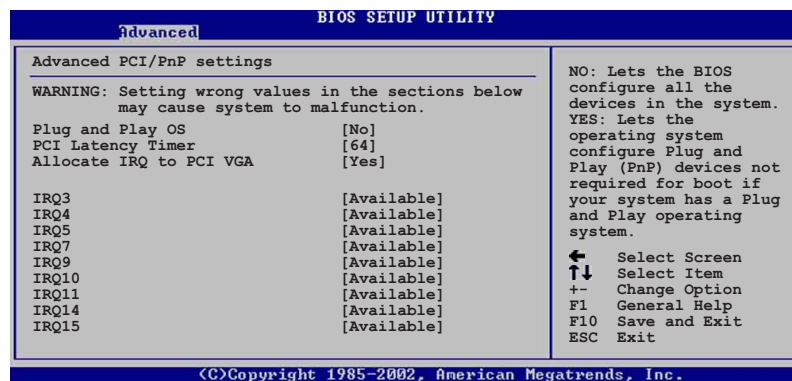 BIOS SETUP UTILITY
Advanced
Advanced PCI/PnP settings
WARNING: Setting wrong values in the sections below
may cause system to malfunction.
Plug and Play OS [No]
PCI Latency Timer [64]
Allocate IRQ to PCI VGA [Yes]
IRQ3 [Available]
IRQ4 [Available]
IRQ5 [Available]
IRQ7 [Available]
IRQ9 [Available]
IRQ10 [Available]
IRQ11 [Available]
IRQ14 [Available]
IRQ15 [Available]
NO: Lets the BIOS
configure all the
devices in the system.
YES: Lets the
operating system
configure Plug and
Play (PnP) devices not
required for boot if
your system has a Plug
and Play operating
system.
← Select Screen
↑↓ Select Item
+- Change Option
F1 General Help
F10 Save and Exit
ESC Exit
(C)Copyright 1985-2002, American Megatrends, Inc.